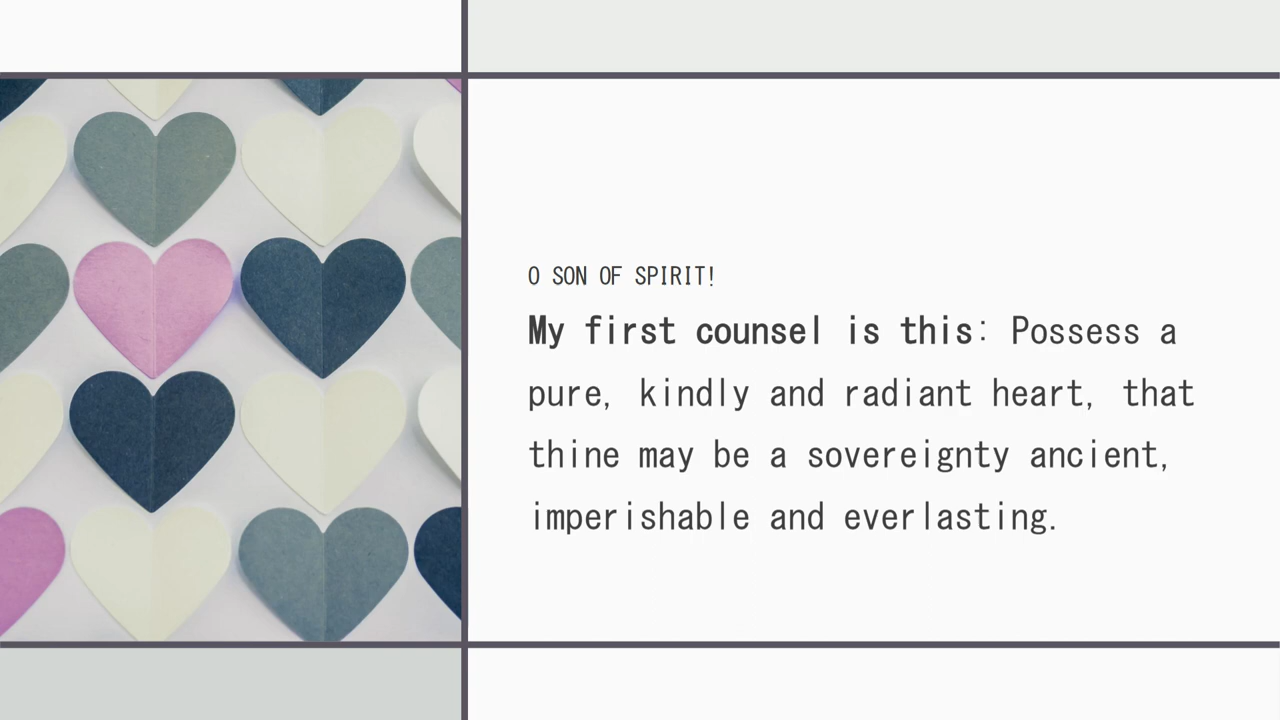 O SON OF SPIRIT!
My first counsel is this: Possess a
pure, kindly and radiant heart, that
thine may be a sovereignty ancient,
imperishable and everlasting.